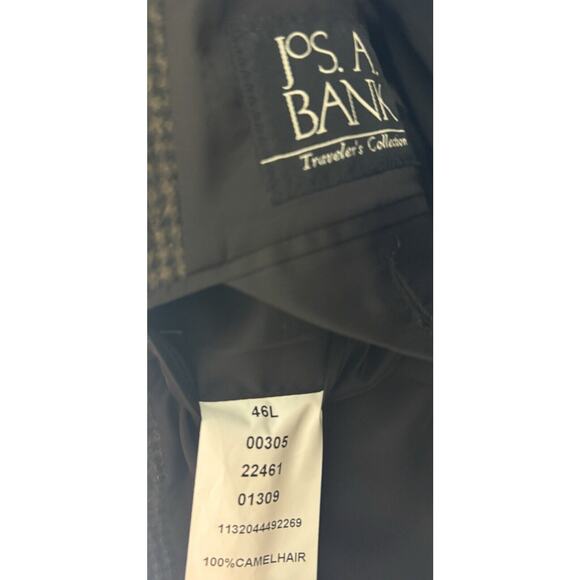 JOS. A.
BANK
Traveler's Collection
46L
00305
22461
01309
1132044492269
100%CAMELHAIR